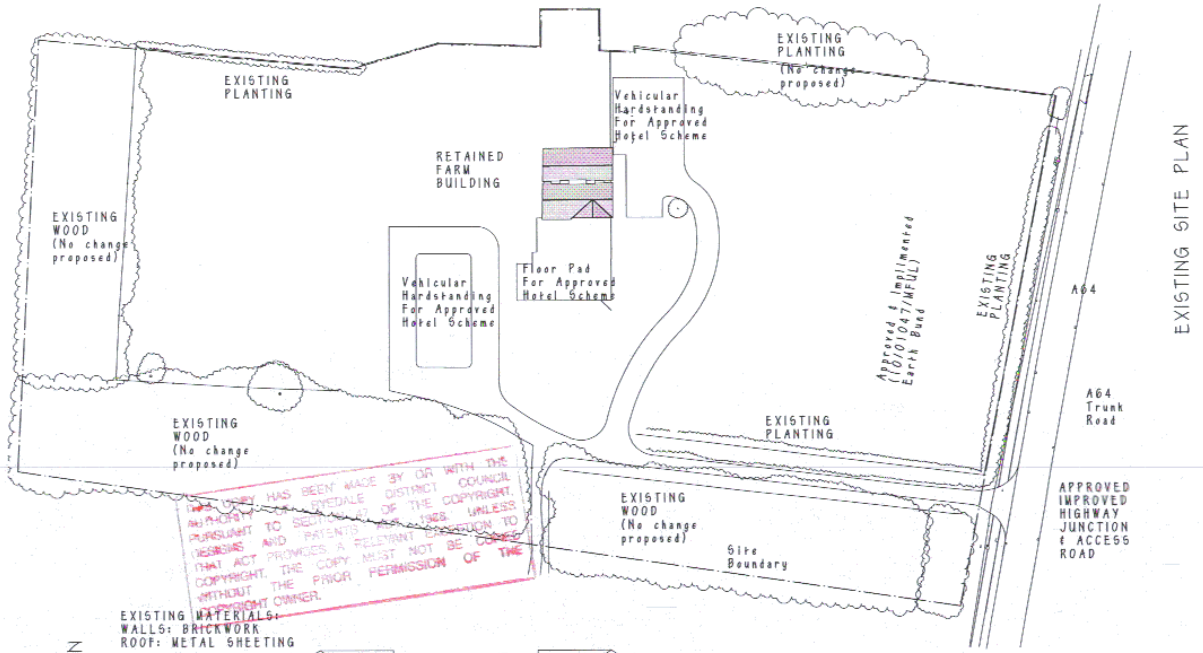 EXISTING
PLANTING
(No change
proposed)
EXISTING
PLANTING
Vehicular
Hardstanding
For Approved
Hotel Scheme
RETAINED
FARM
BUILDING
EXISTING
WOOD
(No change
proposed)
Vehicular
Hardstanding
For Approved
Hotel Scheme
Floor Pad
For Approved
Hotel Scheme
Approved & Implimented
(10/01047/MFUL)
Earth Bund
EXISTING
PLANTING
A64
EXISTING SITE PLAN
A64
Trunk
Road
EXISTING
PLANTING
EXISTING
WOOD
(No change
proposed)
EXISTING
WOOD
(No change
proposed)
Site
Boundary
APPROVED
IMPROVED
HIGHWAY
JUNCTION
& ACCESS
ROAD
COPY HAS BEEN MADE BY OR WITH THE
AUTHORITY OF RYEDALE DISTRICT COUNCIL
PURSUANT TO SECTION 47 OF THE COPYRIGHT,
DESIGNS AND PATENTS ACT 1988. UNLESS
THAT ACT PROVIDES A RELEVANT EXCEPTION TO
COPYRIGHT, THE COPY MUST NOT BE COPIED
WITHOUT THE PRIOR PERMISSION OF THE
COPYRIGHT OWNER.
EXISTING MATERIALS:
WALLS: BRICKWORK
ROOF: METAL SHEETING
N